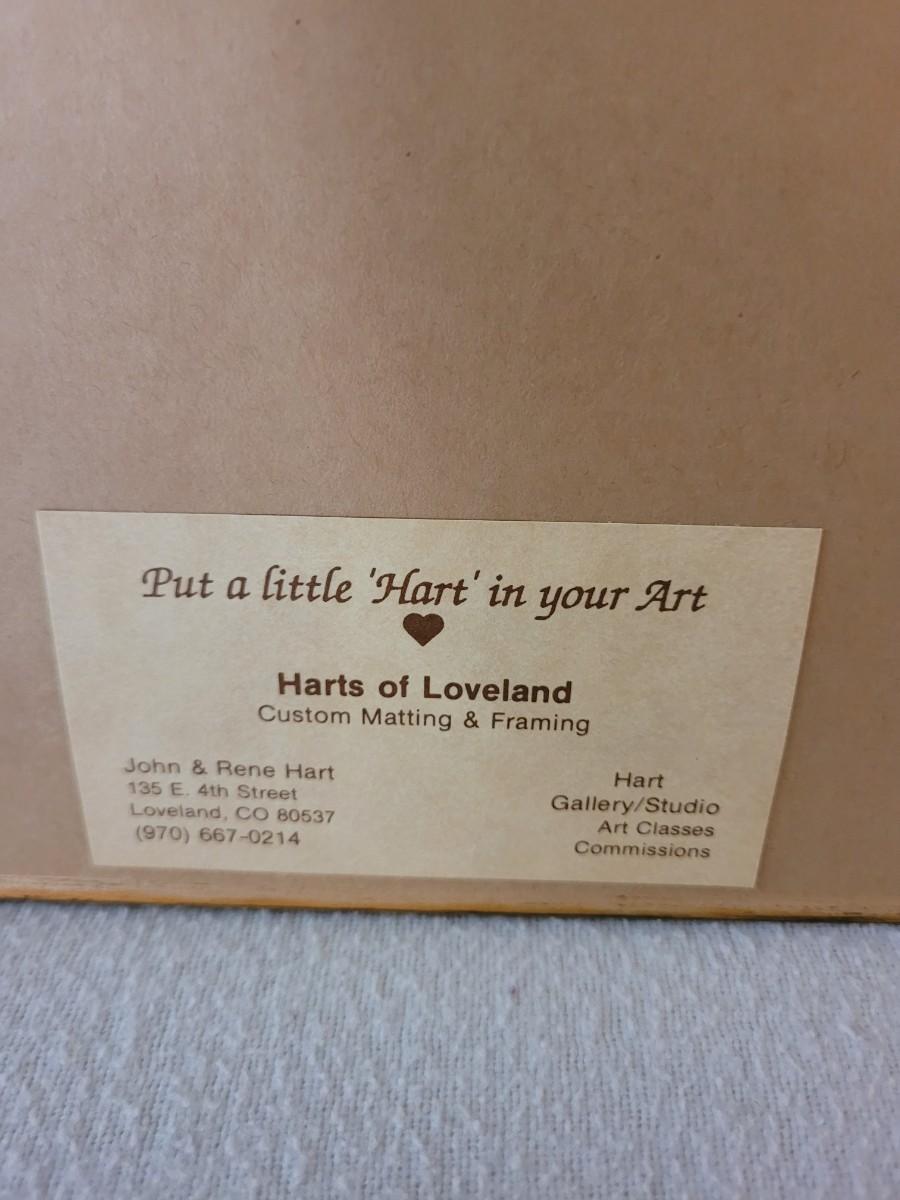 Put a little 'Hart' in your Art
Harts of Loveland
Custom Matting & Framing
John & Rene Hart
135 E. 4th Street
Loveland, CO 80537
(970) 667-0214
Hart
Gallery/Studio
Art Classes
Commissions